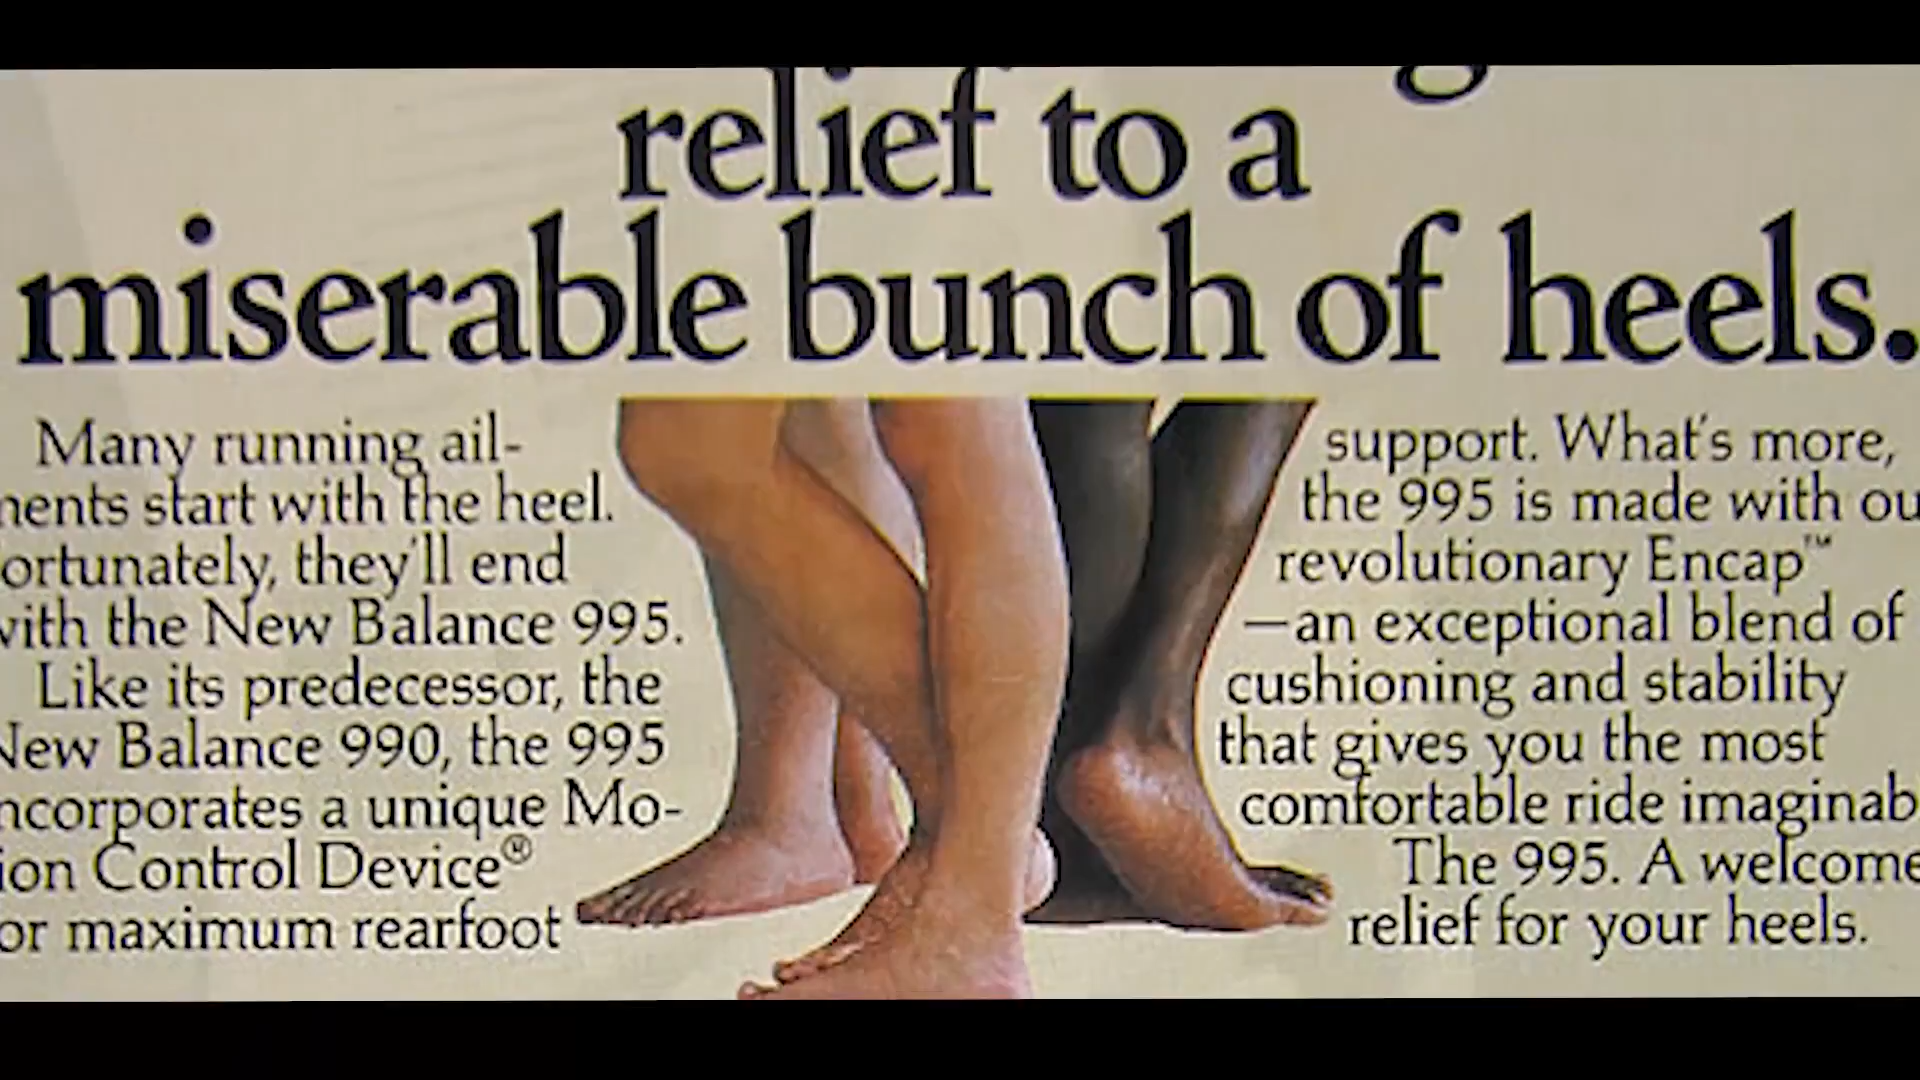 relief to a
miserable bunch of heels.
Many running ail-
ments start with the heel.
ortunately, they'll end
with the New Balance 995.
Like its predecessor, the
New Balance 990, the 995
ncorporates a unique Mo-
ion Control Device®
or maximum rearfoot
support. What's more,
the 995 is made with ou
revolutionary Encap™
—an exceptional blend of
cushioning and stability
that gives you the most
comfortable ride imaginab
The 995. A welcome
relief for your heels.